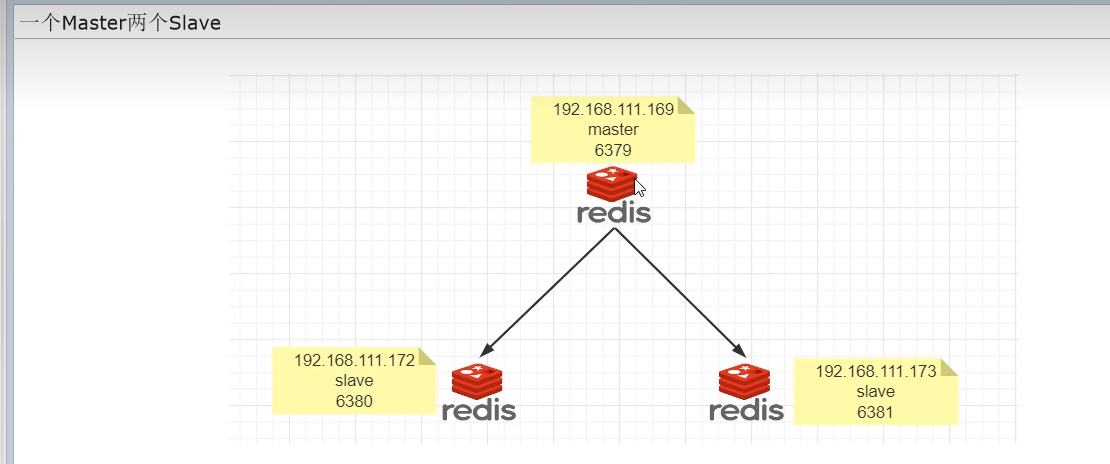 一个Master两个Slave
192.168.111.169
master
6379
redis
192.168.111.172
slave
6380
redis
redis
192.168.111.173
slave
6381